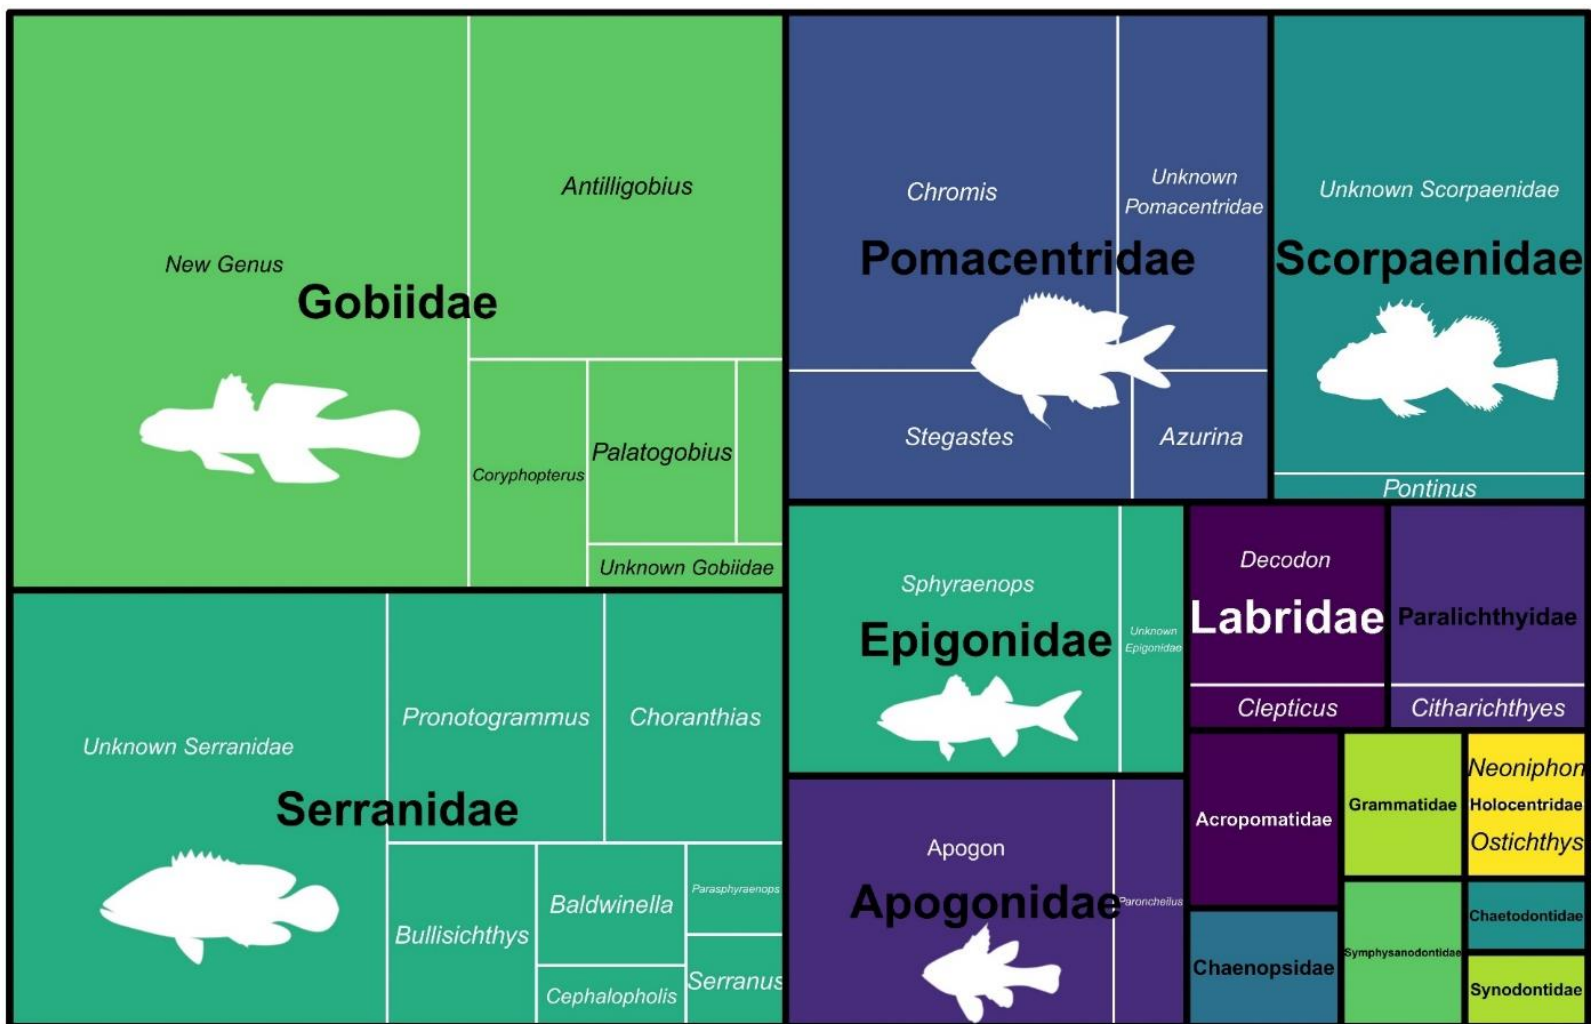 New Genus
Gobiidae
Antilligobius
Coryphopterus
Palatogobius
Unknown Gobiidae
Chromis
Unknown
Pomacentridae
Pomacentridae
Stegastes
Azurina
Unknown Scorpaenidae
Scorpaenidae
Pontinus
Unknown Serranidae
Serranidae
Pronotogrammus
Choranthias
Bullisichthys
Baldwinella
Cephalopholis
Parasphyraenops
Serranus
Sphyraenops
Epigonidae
Unknown
Epigonidae
Apogon
Apogonidae
Paroncheilus
Decodon
Labridae
Clepticus
Paralichthyidae
Citharichthyes
Acropomatidae
Chaenopsidae
Grammatidae
Symphysanodontidae
Neoniphon
Holocentridae
Ostichthys
Chaetodontidae
Synodontidae